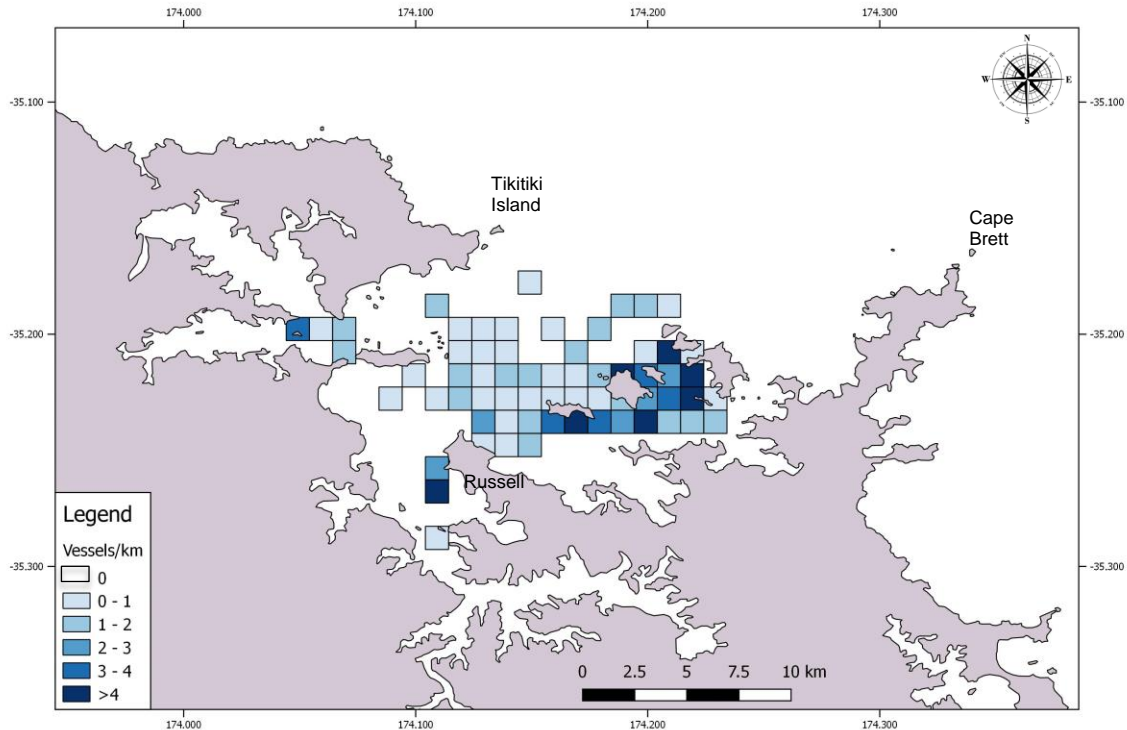 174.000 174.100 174.200 174.300
N
W E
S
-35.100 -35.100
Tikitiki
Island
Cape
Brett
-35.200 -35.200
Russell
Legend
Vessels/km
0
0 - 1
1 - 2
2 - 3
3 - 4
>4
-35.300 -35.300
0 2.5 5 7.5 10 km
174.000 174.100 174.200 174.300